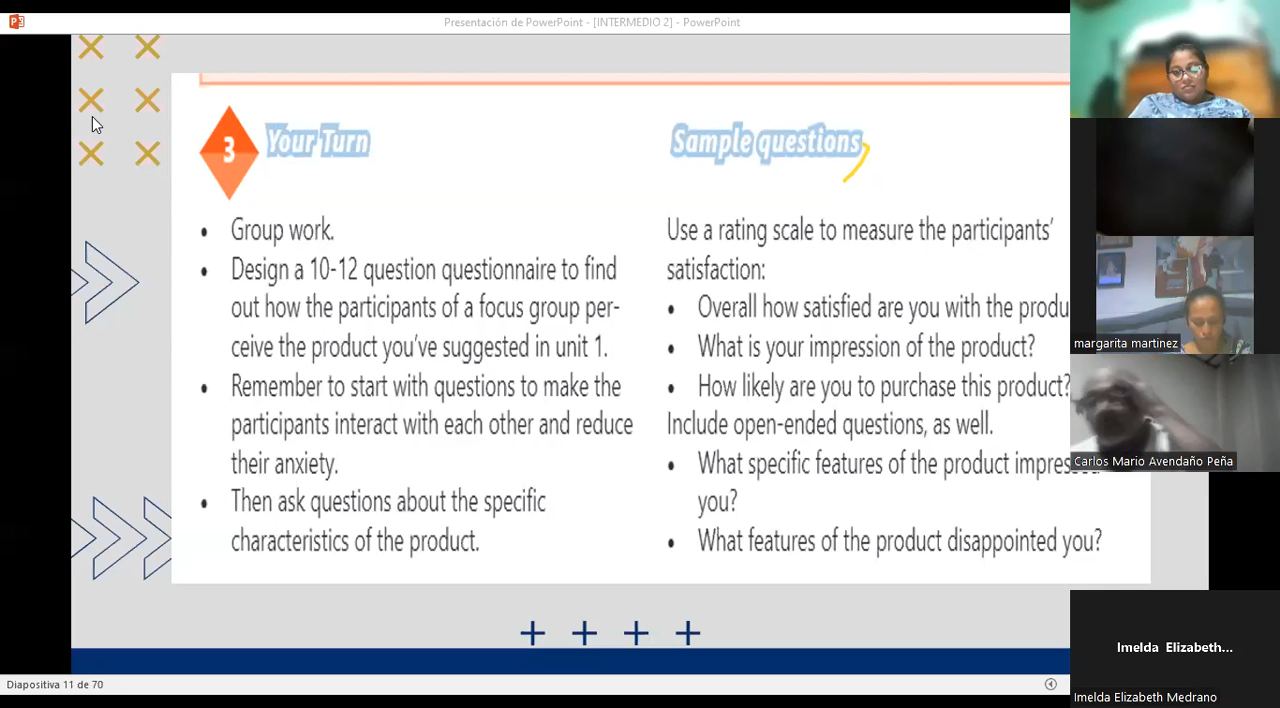 Presentación de PowerPoint - [INTERMEDIO 2] - PowerPoint
3
Your Turn
• Group work.
• Design a 10-12 question questionnaire to find
out how the participants of a focus group per-
ceive the product you've suggested in unit 1.
• Remember to start with questions to make the
participants interact with each other and reduce
their anxiety.
• Then ask questions about the specific
characteristics of the product.
Sample questions
Use a rating scale to measure the participants'
satisfaction:
• Overall how satisfied are you with the produ
• What is your impression of the product?
• How likely are you to purchase this product?
Include open-ended questions, as well.
• What specific features of the product impressed
you?
• What features of the product disappointed you?
margarita martinez
Carlos Mario Avendaño Peña
Imelda Elizabeth...
Imelda Elizabeth Medrano
Diapositiva 11 de 70